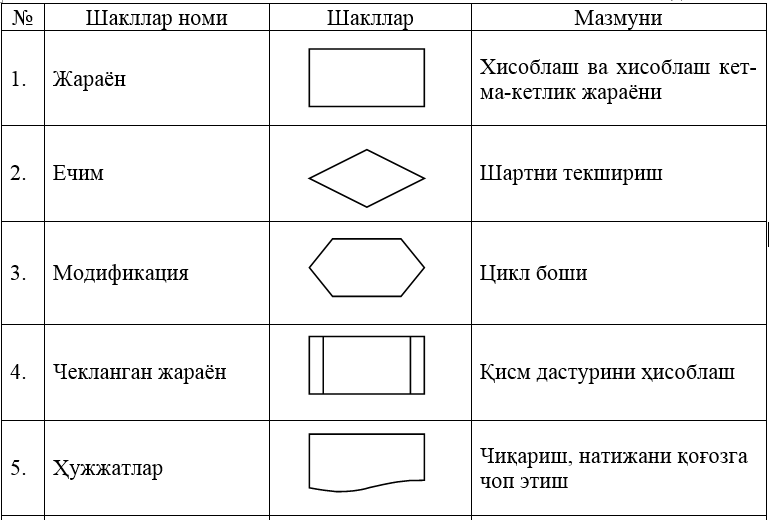 № Шакллар номи Шакллар Мазмуни
1. Жараён Хисоблаш ва хисоблаш кет-
ма-кетлик жараёни
2. Ечим Шартни текшириш
3. Модификация Цикл боши
4. Чекланган жараён Қисм дастурини ҳисоблаш
5. Ҳужжатлар Чиқариш, натижани қоғозга
чоп этиш